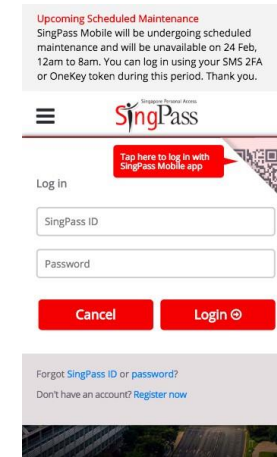 Upcoming Scheduled Maintenance
SingPass Mobile will be undergoing scheduled
maintenance and will be unavailable on 24 Feb,
12am to 8am. You can log in using your SMS 2FA
or OneKey token during this period. Thank you.
Singapore Personal Access
SingPass
Tap here to log in with
SingPass Mobile app
Log in
SingPass ID
Password
Cancel
Login
Forgot SingPass ID or password?
Don't have an account? Register now